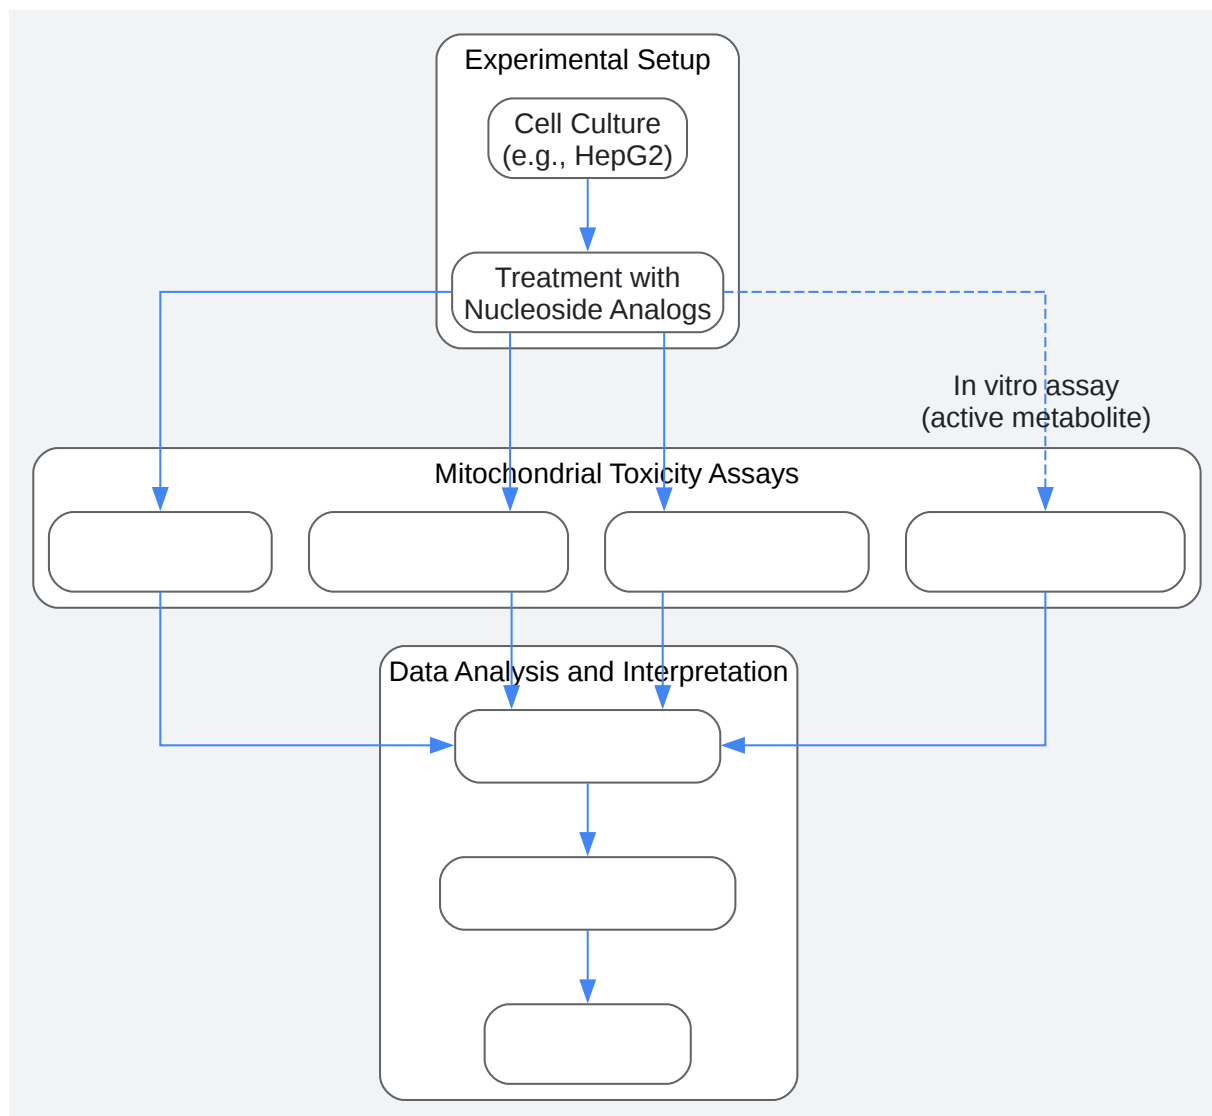 Experimental Setup
Cell Culture
(e.g., HepG2)
Treatment with
Nucleoside Analogs
In vitro assay
(active metabolite)
Mitochondrial Toxicity Assays
Data Analysis and Interpretation